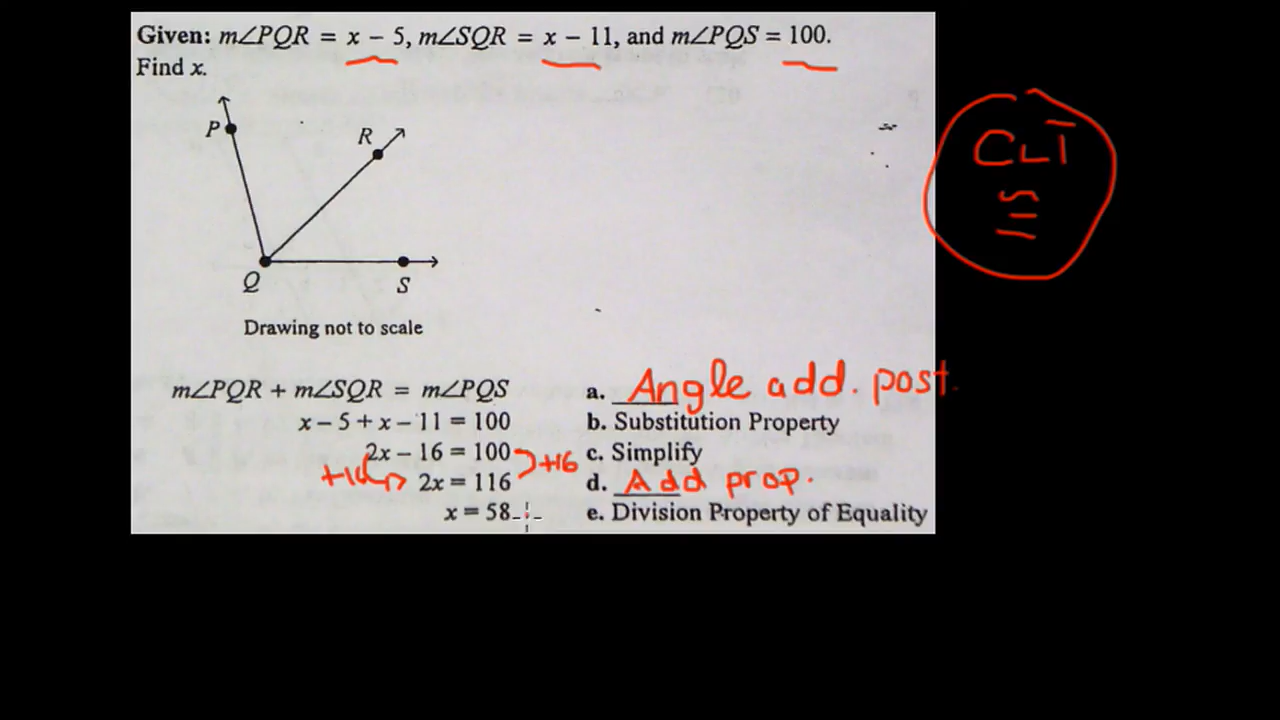 Given: m∠PQR = x – 5, m∠SQR = x – 11, and m∠PQS = 100.
Find x.
P
R
Q
S
Drawing not to scale
CLT
≅
m∠PQR + m∠SQR = m∠PQS a. Angle add. post.
x – 5 + x – 11 = 100 b. Substitution Property
2x – 16 = 100 +16 c. Simplify
+16 2x = 116 d. Add prop.
x = 58 e. Division Property of Equality